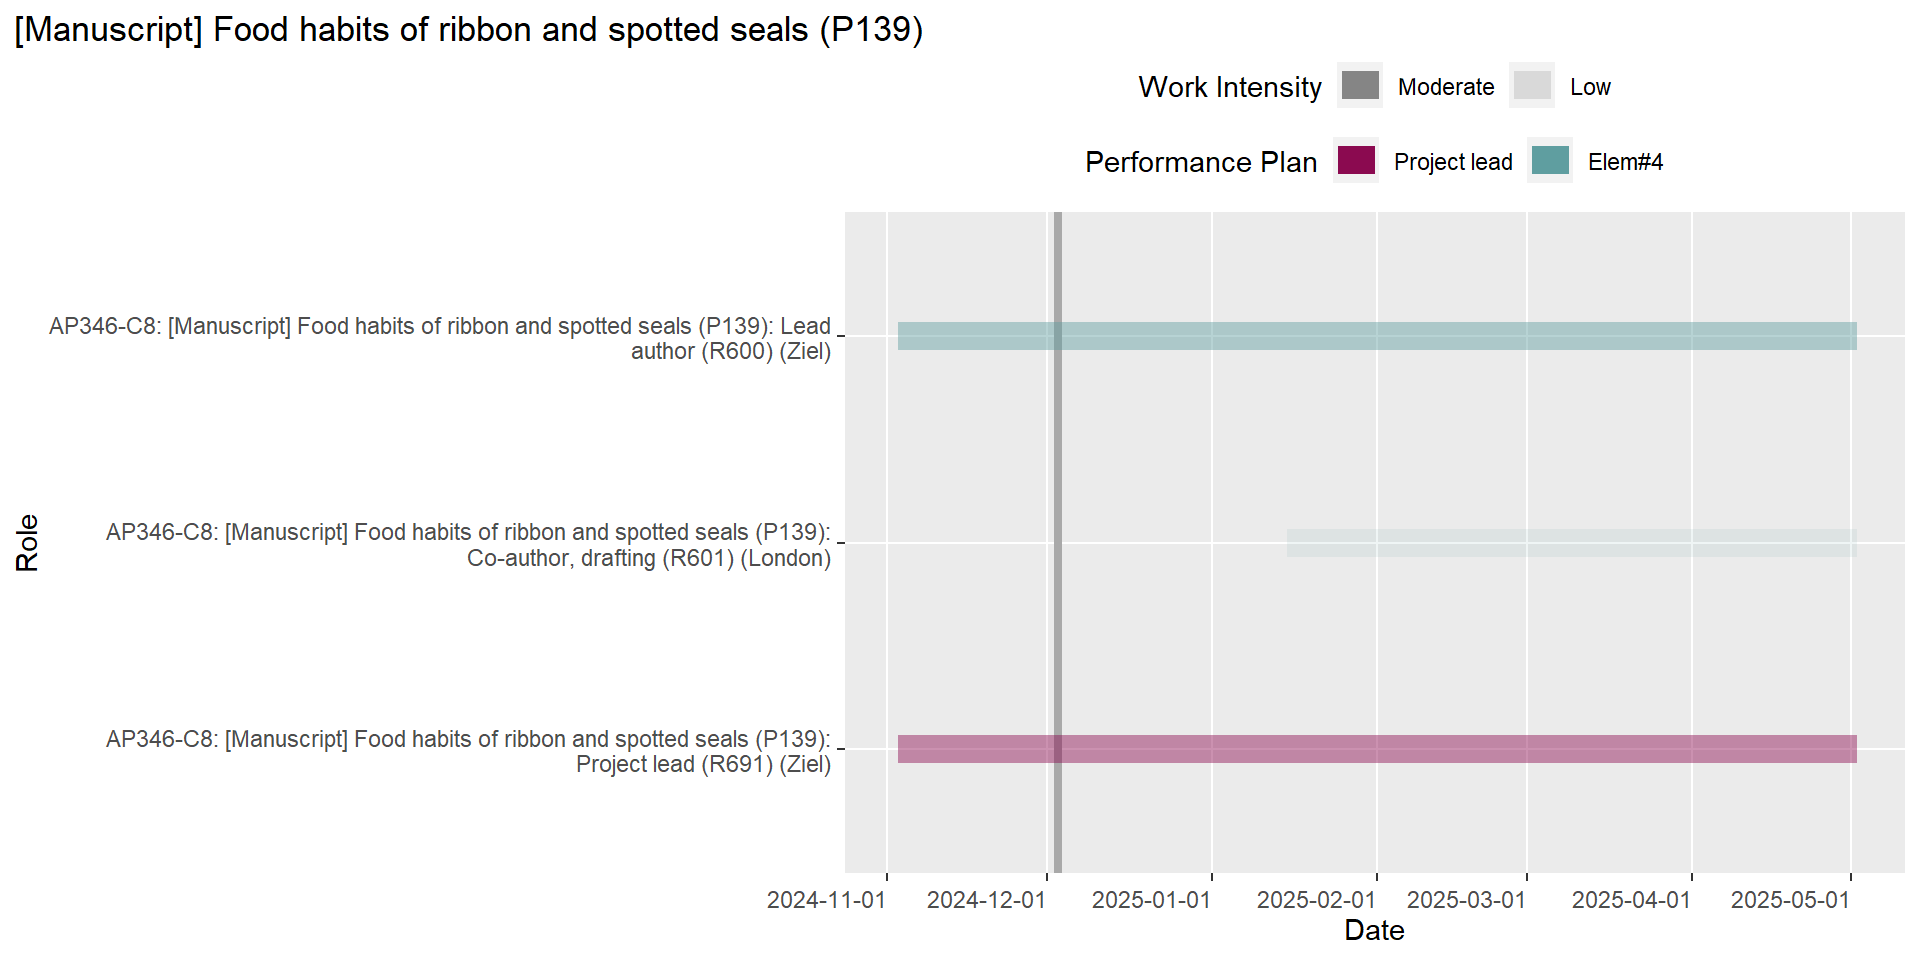 [Manuscript] Food habits of ribbon and spotted seals (P139)
Work Intensity Moderate Low
Performance Plan Project lead Elem#4
AP346-C8: [Manuscript] Food habits of ribbon and spotted seals (P139): Lead
author (R600) (Ziel)
AP346-C8: [Manuscript] Food habits of ribbon and spotted seals (P139):
Co-author, drafting (R601) (London)
AP346-C8: [Manuscript] Food habits of ribbon and spotted seals (P139):
Project lead (R691) (Ziel)
Role
2024-11-01 2024-12-01 2025-01-01 2025-02-01 2025-03-01 2025-04-01 2025-05-01
Date